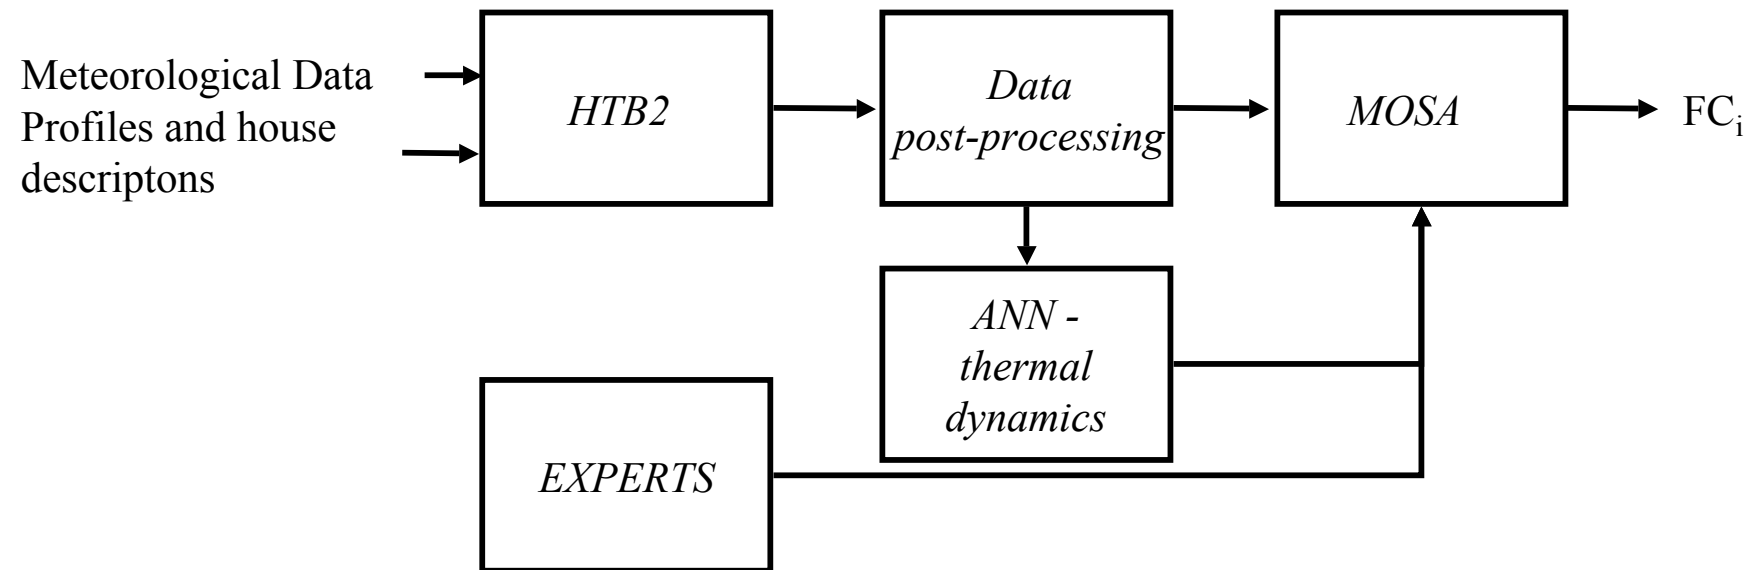 Meteorological Data
Profiles and house
descriptons
HTB2
Data
post-processing
MOSA
FCi
ANN -
thermal
dynamics
EXPERTS